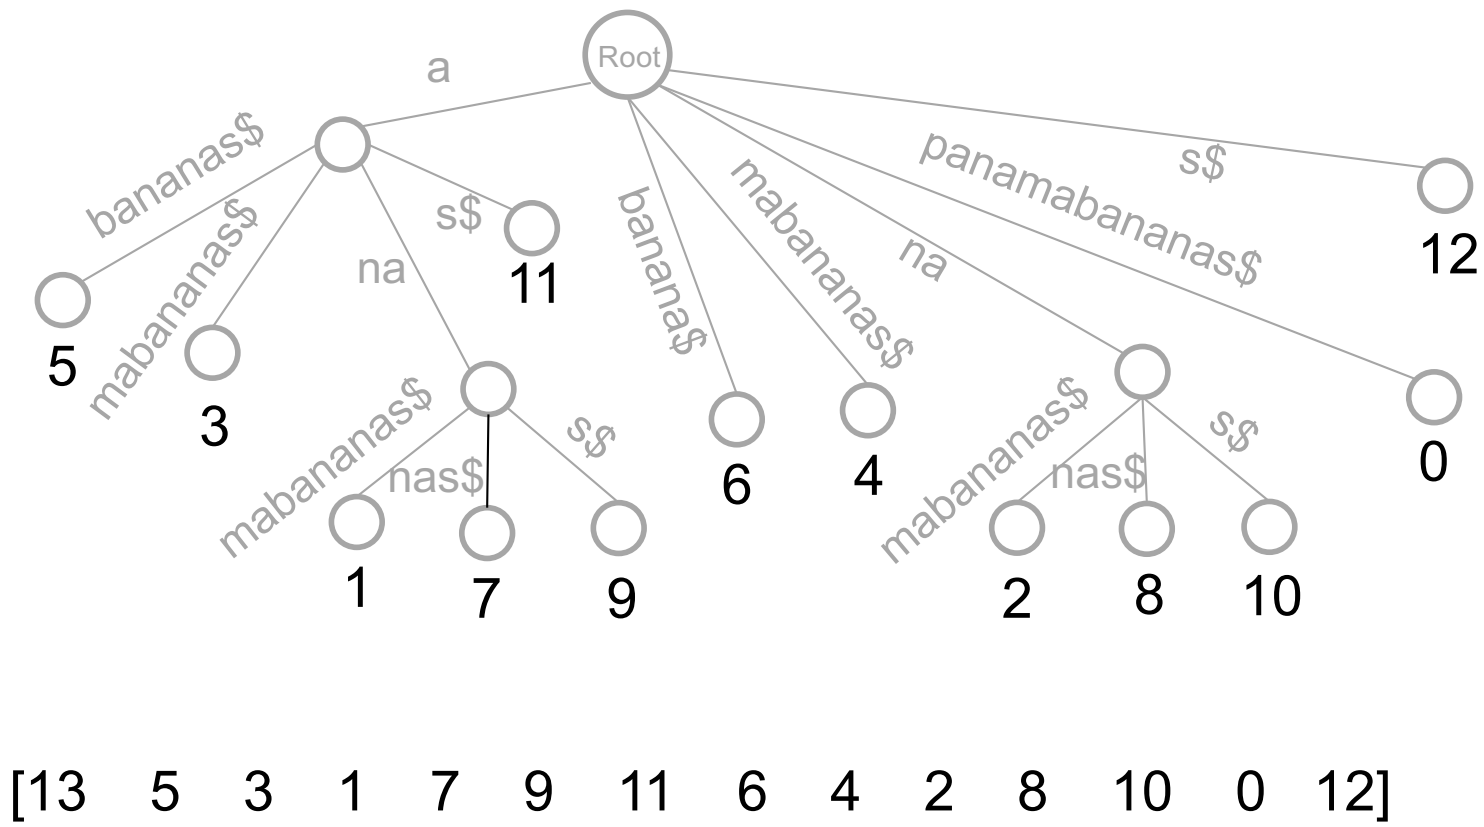 Root
a
bananas$
mabananas$
na
s$
banana$
mabananas$
na
panamabananas$
s$
5
3
11
12
mabananas$
nas$
s$
6
4
mabananas$
nas$
s$
0
1
7
9
2
8
10
[13 5 3 1 7 9 11 6 4 2 8 10 0 12]